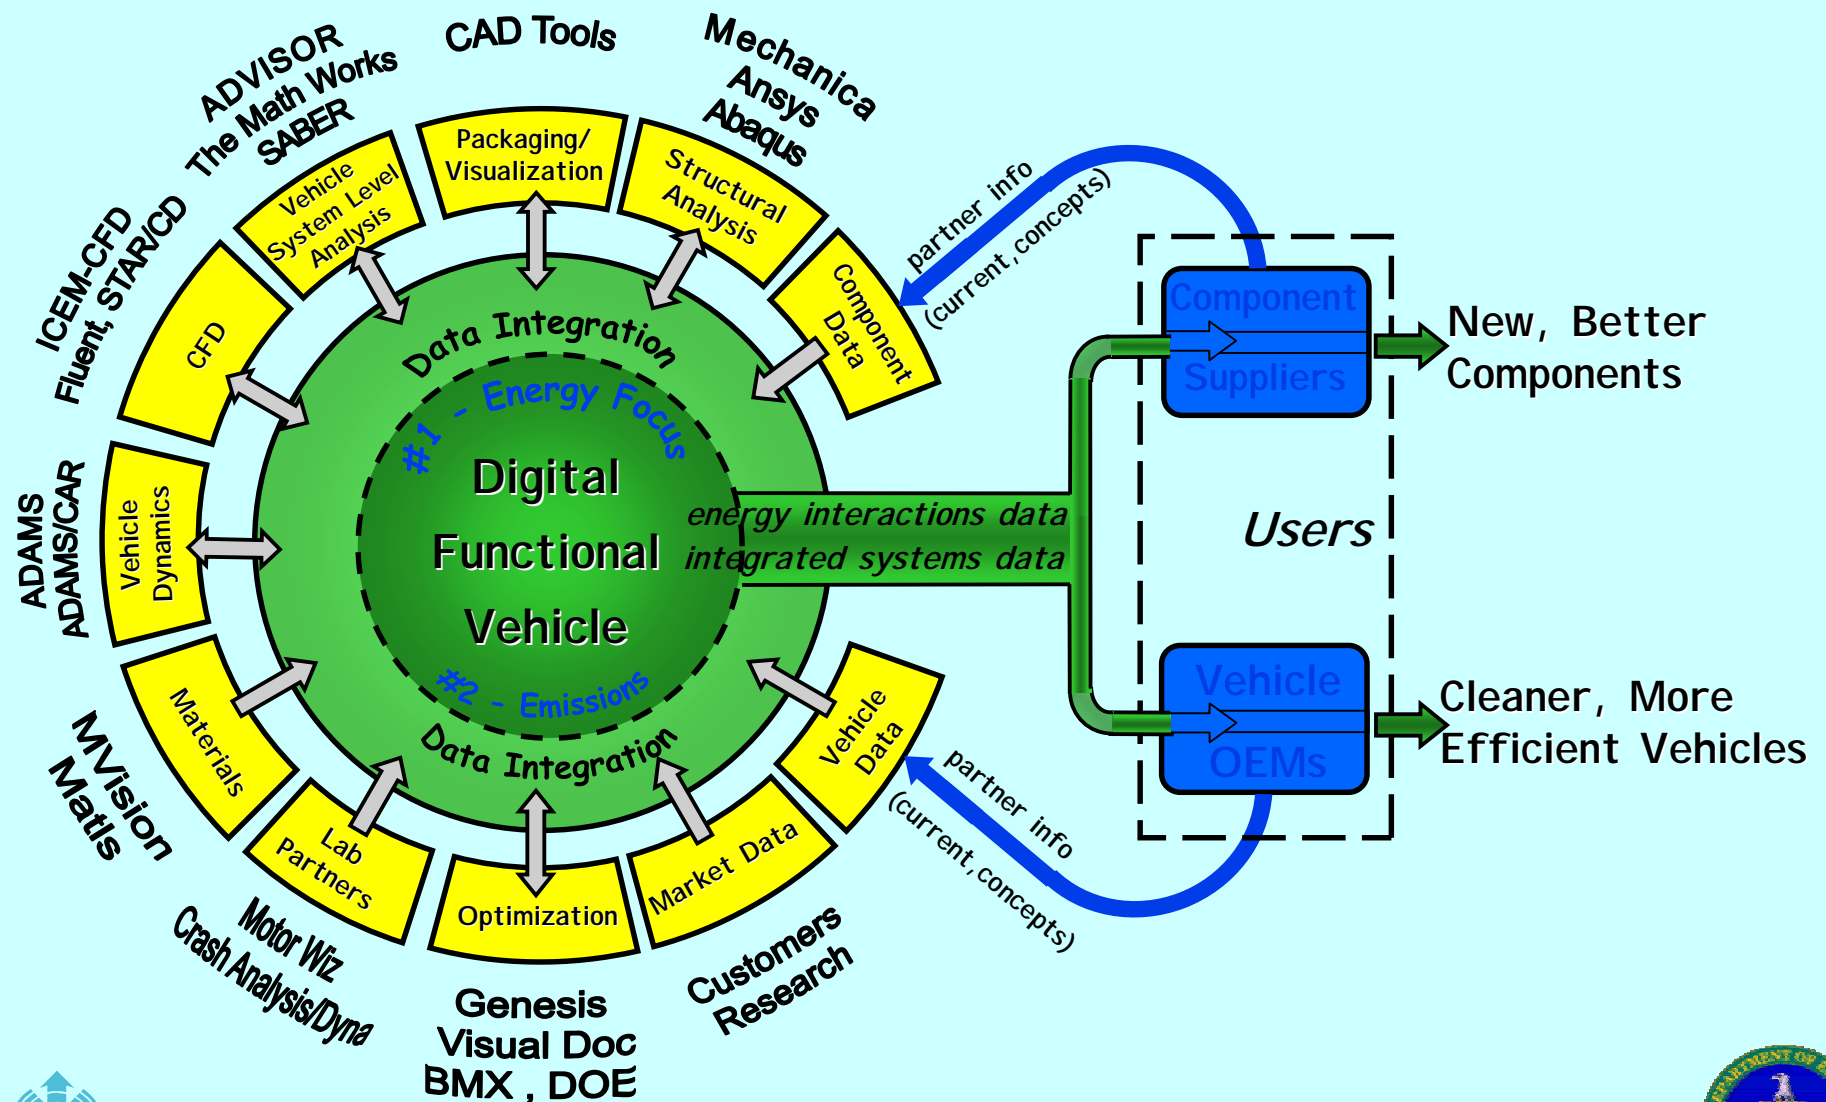 CAD Tools
Mechanica
Ansys
Abaqus
ADVISOR
The Math Works
SABER
ICEM-CFD
Fluent, STAR/CD
ADAMS
ADAMS/CAR
MVision
Matls
Motor Wiz
Crash Analysis/Dyna
Genesis
Visual Doc
BMX , DOE
Customers
Research
Packaging/
Visualization
Structural
Analysis
Component
Data
Vehicle
System Level
Analysis
CFD
Vehicle
Dynamics
Materials
Lab
Partners
Optimization
Market Data
Vehicle
Data
Data Integration
#1 - Energy Focus
Digital
Functional
Vehicle
#2 - Emissions
Data Integration
energy interactions data
integrated systems data
partner info
(current,concepts)
Component
Suppliers
New, Better
Components
Users
Vehicle
OEMs
Cleaner, More
Efficient Vehicles
partner info
(current,concepts)